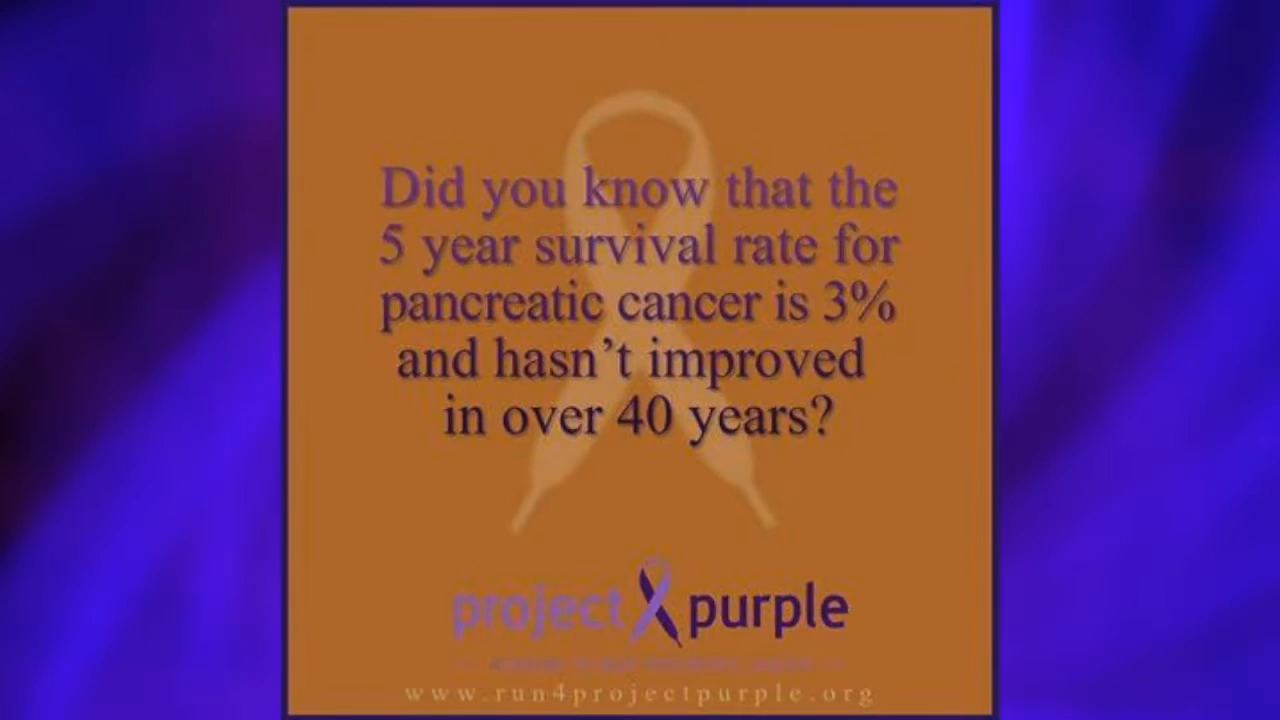 Did you know that the
5 year survival rate for
pancreatic cancer is 3%
and hasn’t improved
in over 40 years?
project purple
www.run4projectpurple.org